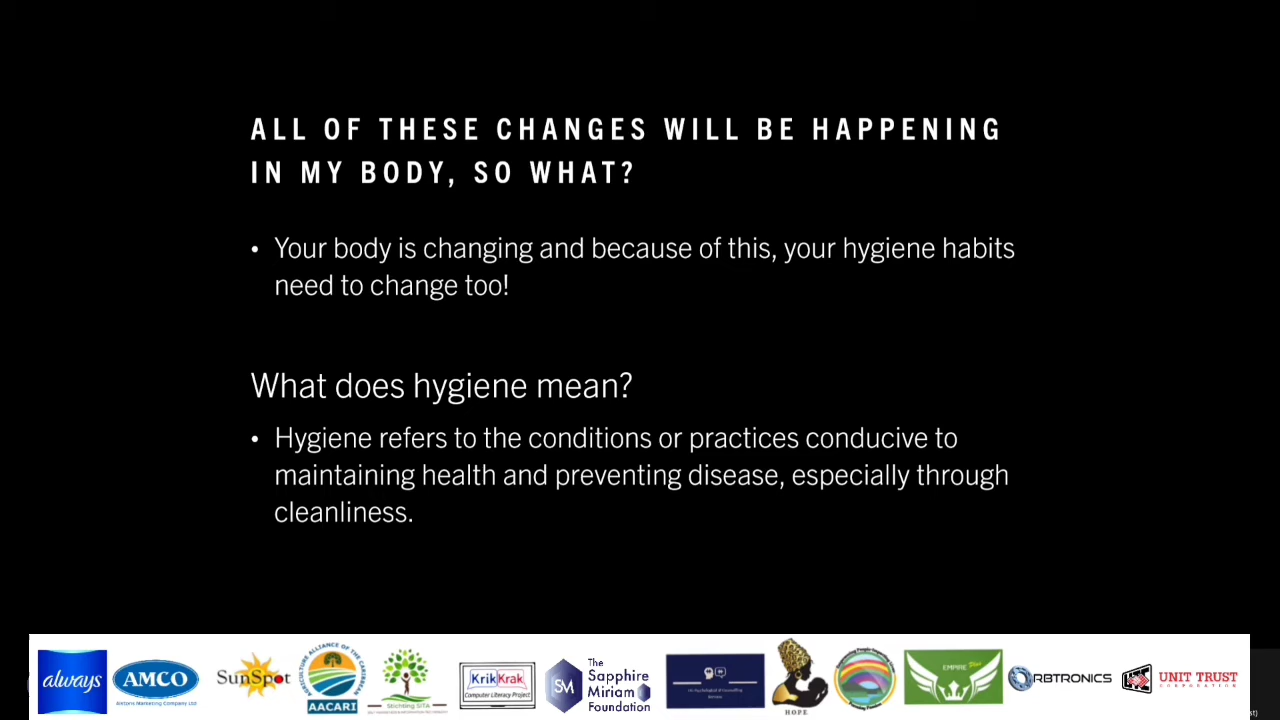 ALL OF THESE CHANGES WILL BE HAPPENING
IN MY BODY, SO WHAT?
• Your body is changing and because of this, your hygiene habits
need to change too!
What does hygiene mean?
• Hygiene refers to the conditions or practices conducive to
maintaining health and preventing disease, especially through
cleanliness.
always
AMCO
SunSpot
AACARI
Stichting SITA
KrikKrak
Computer Literacy Project
SM
The
Sapphire
Miriam
Foundation
HOPE
EMPIRE
ORBTRONICS
UNIT TRUST
CORPORATION